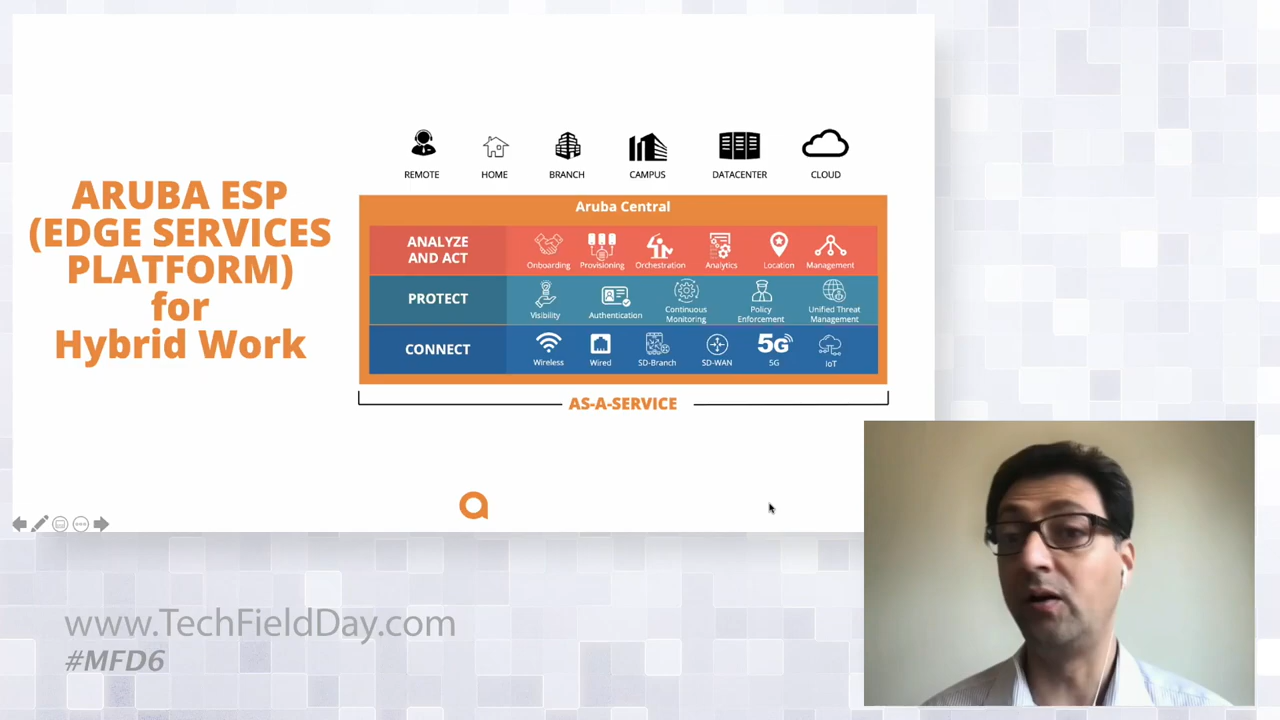 ARUBA ESP
(EDGE SERVICES
PLATFORM)
for
Hybrid Work
REMOTE HOME BRANCH CAMPUS DATACENTER CLOUD
Aruba Central
ANALYZE
AND ACT
Onboarding Provisioning Orchestration Analytics Location Management
PROTECT
Visibility Authentication Continuous
Monitoring Policy
Enforcement Unified Threat
Management
CONNECT
5G
Wireless Wired SD-Branch SD-WAN 5G IoT
AS-A-SERVICE
www.TechFieldDay.com
#MFD6